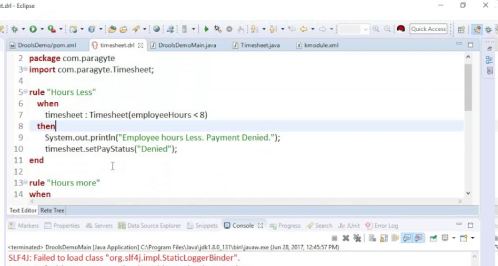 st.drl - Eclipse
Quick Access
DroolsDemo/pom.xml timesheet.drl DroolsDemoMain.java Timesheet.java kmodule.xml
2 package com.paragyte
3 import com.paragyte.Timesheet;
4
5 rule "Hours Less"
6 when
7 timesheet : Timesheet(employeeHours < 8)
8 then
9 System.out.println("Employee hours Less. Payment Denied.");
10 timesheet.setPayStatus("Denied");
11 end
12
13 rule "Hours more"
14 when
Text Editor Rete Tree
Markers Properties Servers Data Source Explorer Snippets Console Progress Search JUnit Error Log
<terminated> DroolsDemoMain [Java Application] C:\Program Files\Java\jdk1.8.0_131\bin\javaw.exe (Jun 28, 2017, 12:45:57 PM)
SLF4J: Failed to load class "org.slf4j.impl.StaticLoggerBinder".